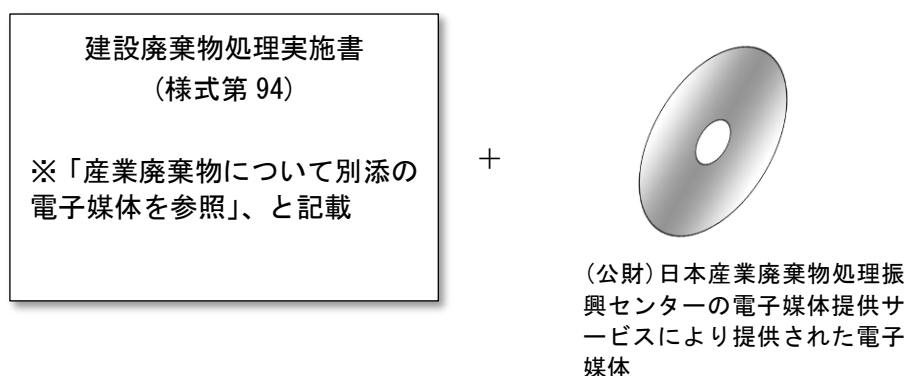 建設廃棄物処理実施書
(様式第 94)
※「産業廃棄物について別添の
電子媒体を参照」、と記載
＋
(公財)日本産業廃棄物処理振
興センターの電子媒体提供サ
ービスにより提供された電子
媒体